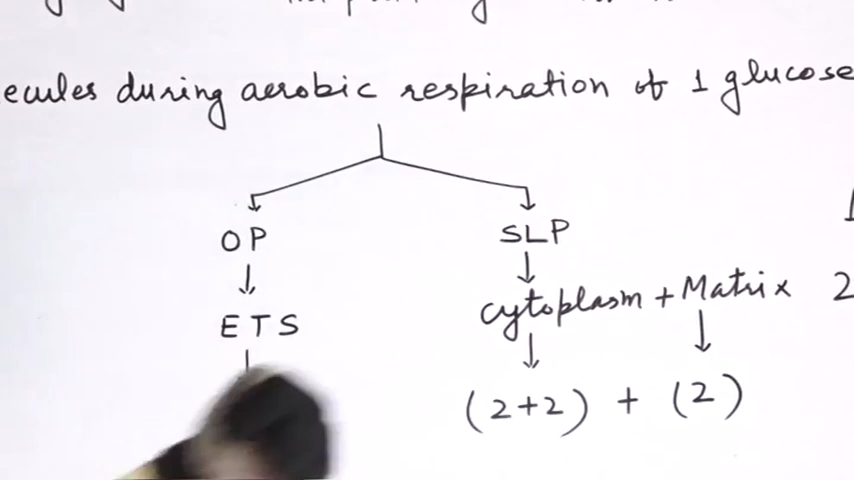 ecules during aerobic respiration of 1 glucose
OP SLP
ETS cytoplasm + Matrix 2
(2+2) + (2)